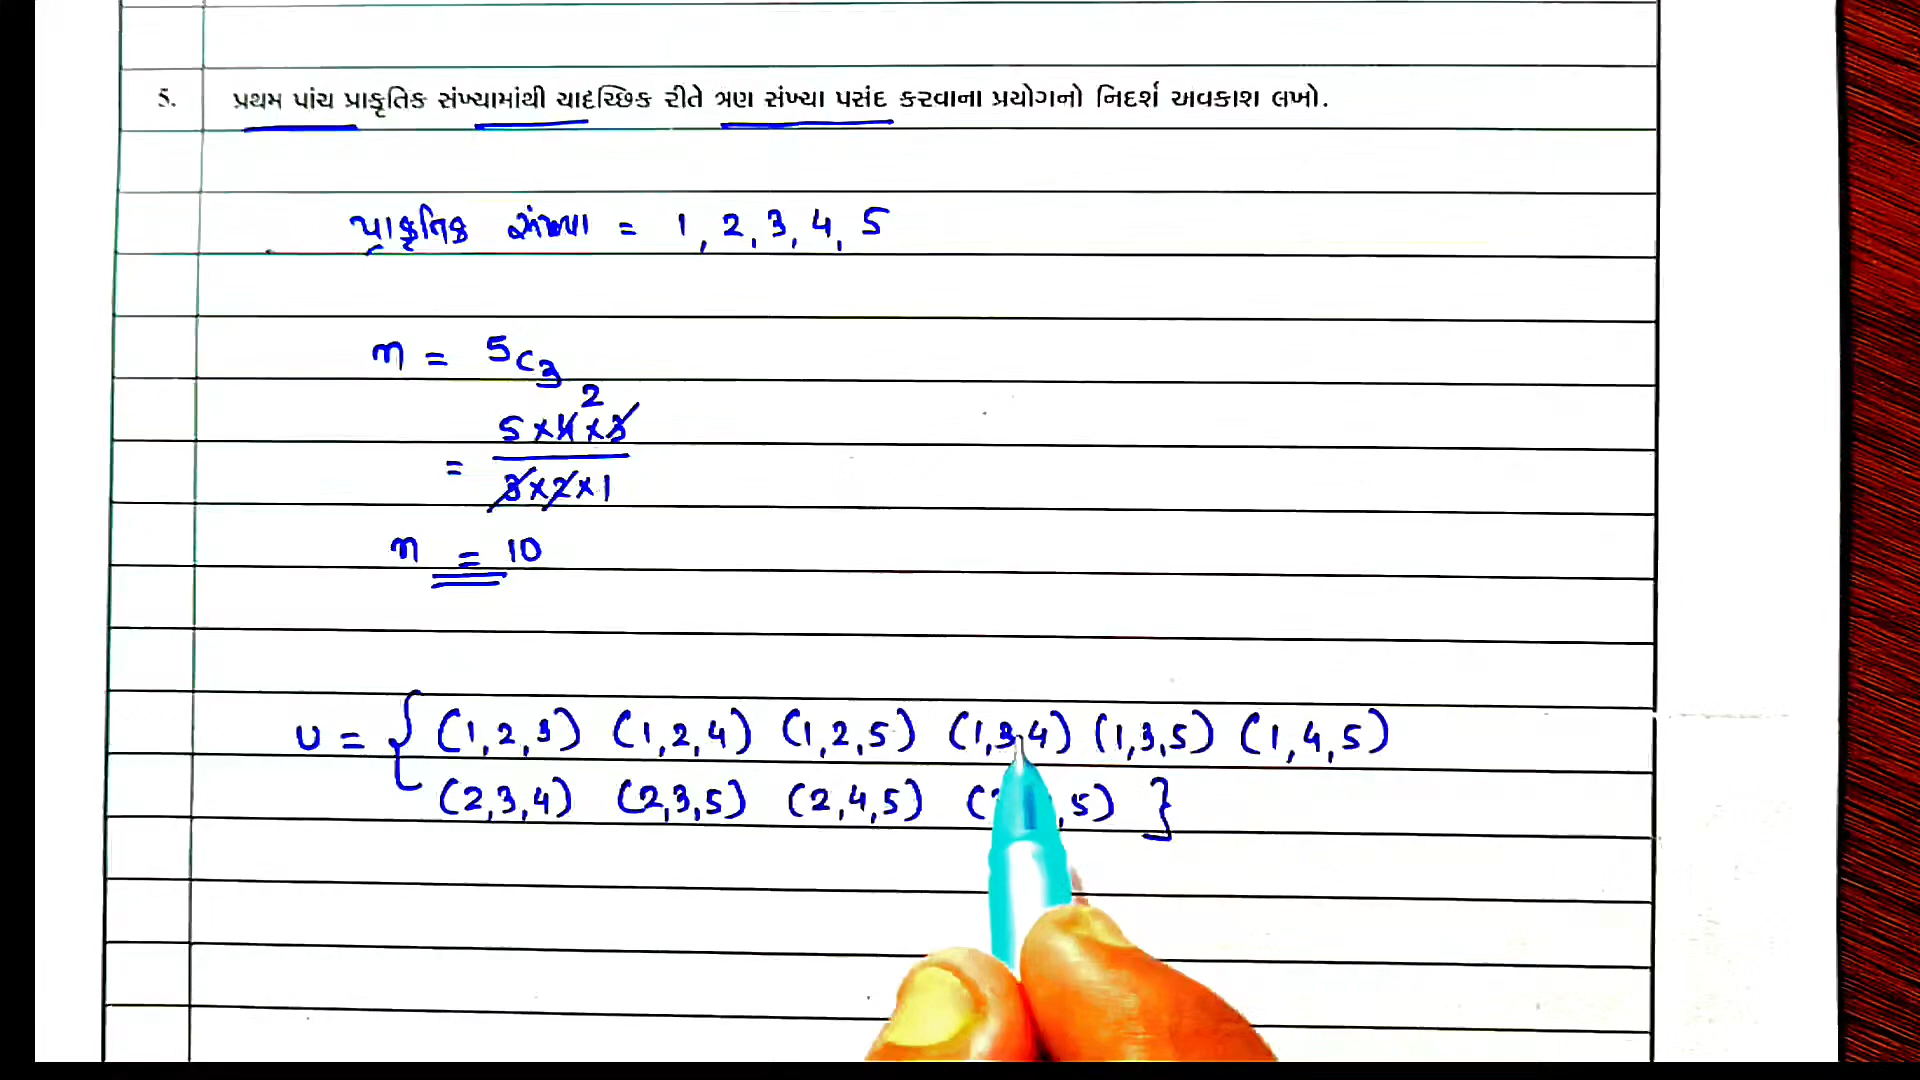 5. પ્રથમ પાંચ પ્રાકૃતિક સંખ્યામાંથી યાદચ્છિક રીતે ત્રણ સંખ્યા પસંદ કરવાના પ્રયોગનો નિદર્શ અવકાશ લખો.
પ્રાકૃતિક સંખ્યા = 1, 2, 3, 4, 5
n = 5c3
2
5 × 4 × 3
=
3 × 2 × 1
n = 10
U = { (1,2,3) (1,2,4) (1,2,5) (1,3,4) (1,3,5) (1,4,5)
(2,3,4) (2,3,5) (2,4,5) ( ,5) }